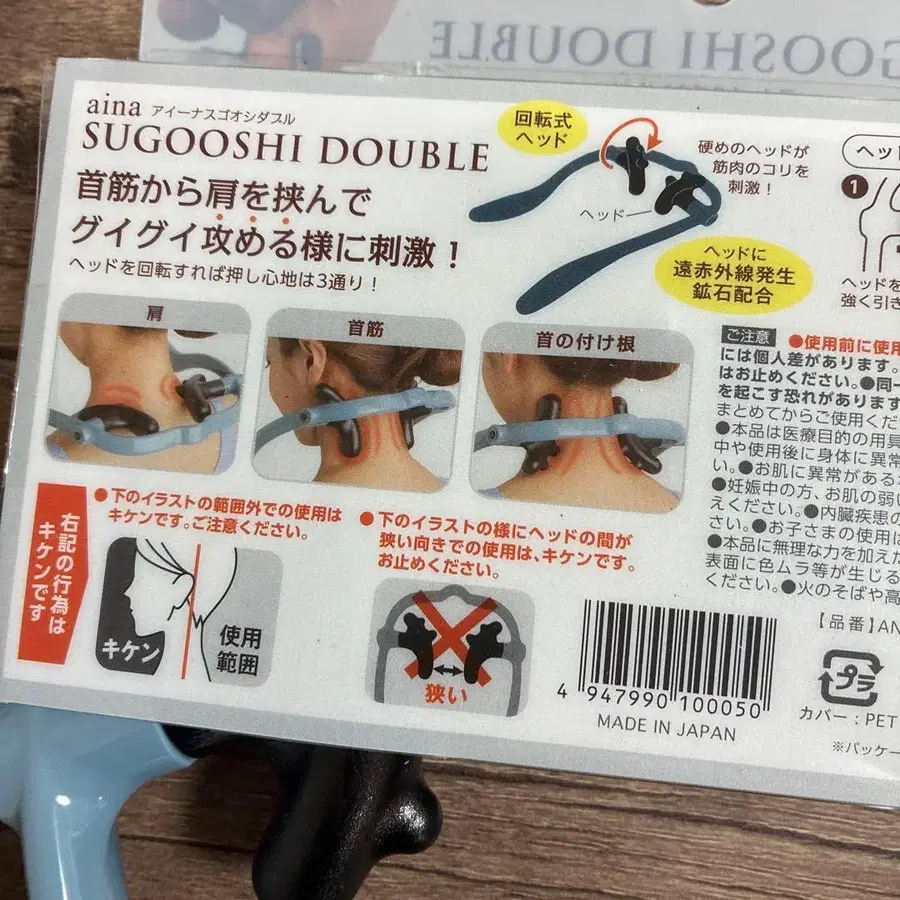 GOOSHI DOUBLE
aina アイーナスゴオシダブル
SUGOOSHI DOUBLE
首筋から肩を挟んで
グイグイ攻める様に刺激！
ヘッドを回転すれば押し心地は3通り！
回転式
ヘッド
硬めのヘッドが
筋肉のコリを
刺激！
ヘッド
ヘッドに
遠赤外線発生
鉱石配合
1
ヘッドを
強く引き
肩
首筋
首の付け根
ご注意 ●使用前に使用
には個人差があります。
はお止めください。●同一
を起こす恐れがあります
まとめてからご使用くだ
●本品は医療目的の用具
中や使用後に身体に異常
い。●お肌に異常がある
●妊娠中の方、お肌の弱い
えください。●内臓疾患の
さい。●お子さまの使用は
●本品に無理な力を加えた
表面に色ムラ等が生じる
ください。●火のそばや高
右記の行為は
キケンです
●下のイラストの範囲外での使用は
キケンです。ご注意ください。
キケン
使用
範囲
●下のイラストの様にヘッドの間が
狭い向きでの使用は、キケンです。
お止めください。
狭い
4 947990 100050
MADE IN JAPAN
【品番】AN
プラ
カバー：PET
※パッケー